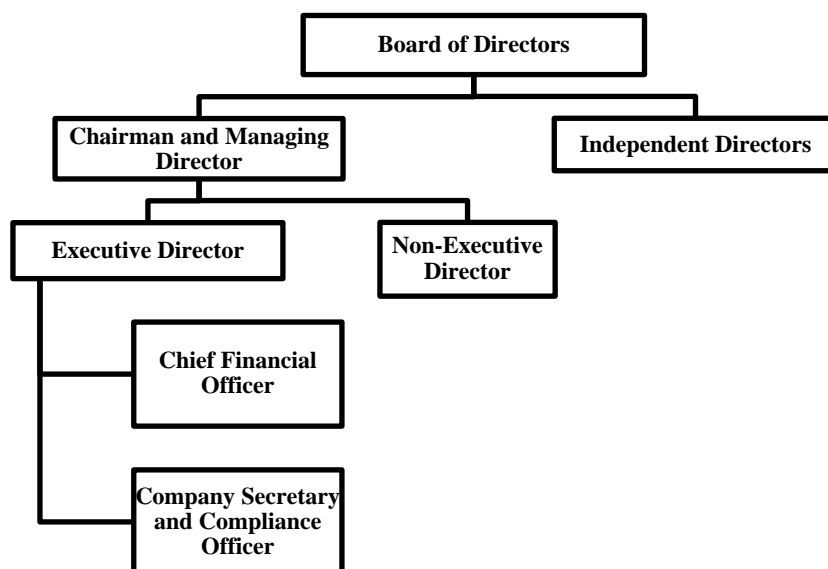 Board of Directors
Chairman and Managing
Director
Independent Directors
Executive Director
Non-Executive
Director
Chief Financial
Officer
Company Secretary
and Compliance
Officer